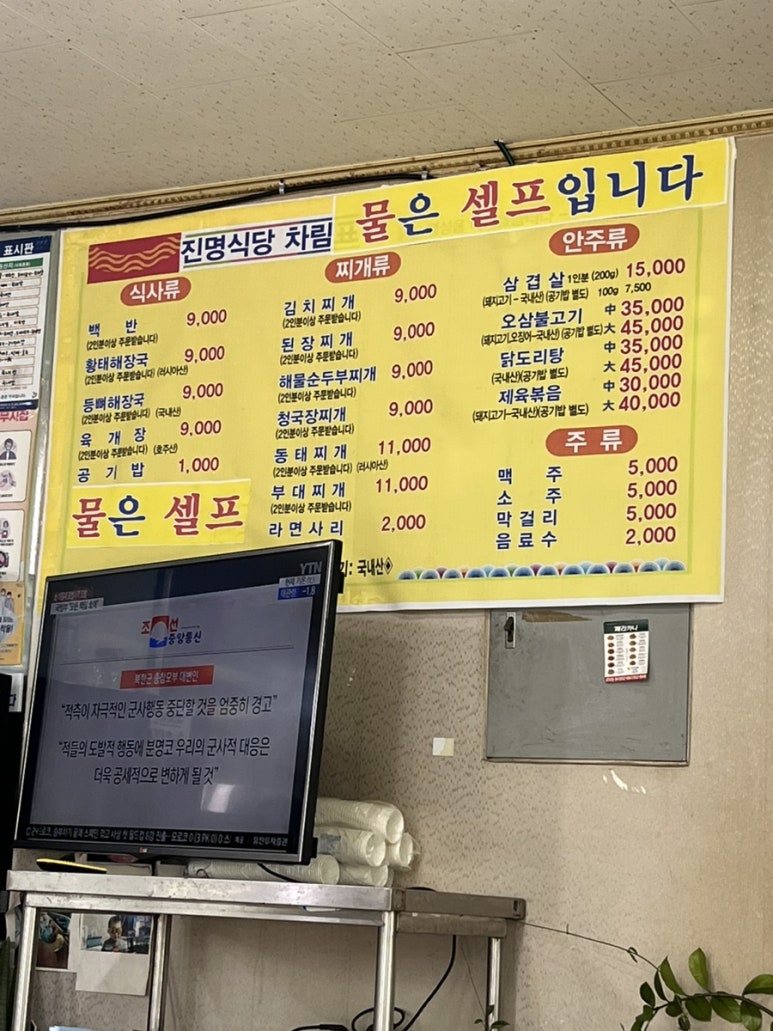 물은 셀프입니다
진명식당 차림
식사류
백 반 9,000
(2인분이상 주문받습니다)
황태해장국 9,000
(2인분이상 주문받습니다) (러시아산)
등뼈해장국 9,000
(2인분이상 주문받습니다) (국내산)
육 개 장 9,000
(2인분이상 주문받습니다) (호주산)
공 기 밥 1,000
물은 셀프
찌개류
김 치 찌 개 9,000
(2인분이상 주문받습니다)
된 장 찌 개 9,000
(2인분이상 주문받습니다)
해물순두부찌개 9,000
(2인분이상 주문받습니다)
청국장찌개 9,000
(2인분이상 주문받습니다)
동 태 찌 개 11,000
(2인분이상 주문받습니다) (러시아산)
부 대 찌 개 11,000
(2인분이상 주문받습니다)
라 면 사 리 2,000
안주류
삼 겹 살 1인분 (200g) 15,000
(돼지고기 - 국내산) (공기밥 별도) 100g 7,500
오삼불고기 中 35,000
(돼지고기,오징어-국내산) (공기밥 별도) 大 45,000
닭도리탕 中 35,000
(국내산)(공기밥 별도) 大 45,000
제육볶음 中 30,000
(돼지고기-국내산)(공기밥 별도) 大 40,000
주 류
맥 주 5,000
소 주 5,000
막 걸 리 5,000
음 료 수 2,000
: 국내산
표시판
YTN
-1.8
조선
중앙통신
북한군 총참모부 대변인
“적측이 자극적인 군사행동 중단할 것을 엄중히 경고”
“적들의 도발적 행동에 분명코 우리의 군사적 대응은
더욱 공세적으로 변하게 될 것”
페리카나